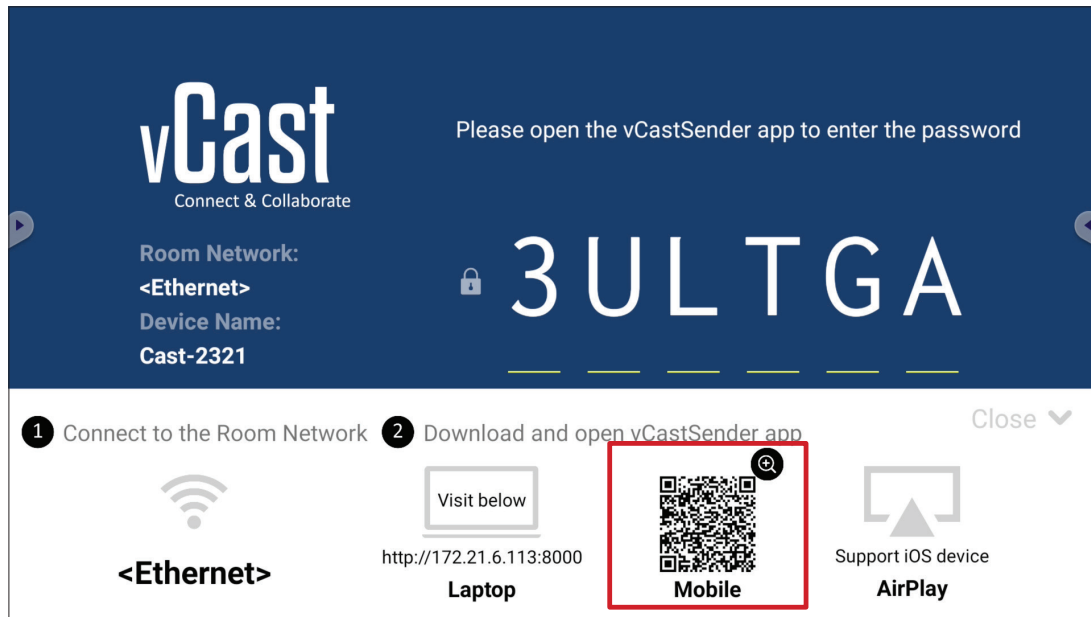 vCast
Connect & Collaborate
Please open the vCastSender app to enter the password
Room Network:
<Ethernet>
Device Name:
Cast-2321
3ULTGA
1 Connect to the Room Network
2 Download and open vCastSender app
Close
<Ethernet>
Visit below
http://172.21.6.113:8000
Laptop
Mobile
Support iOS device
AirPlay